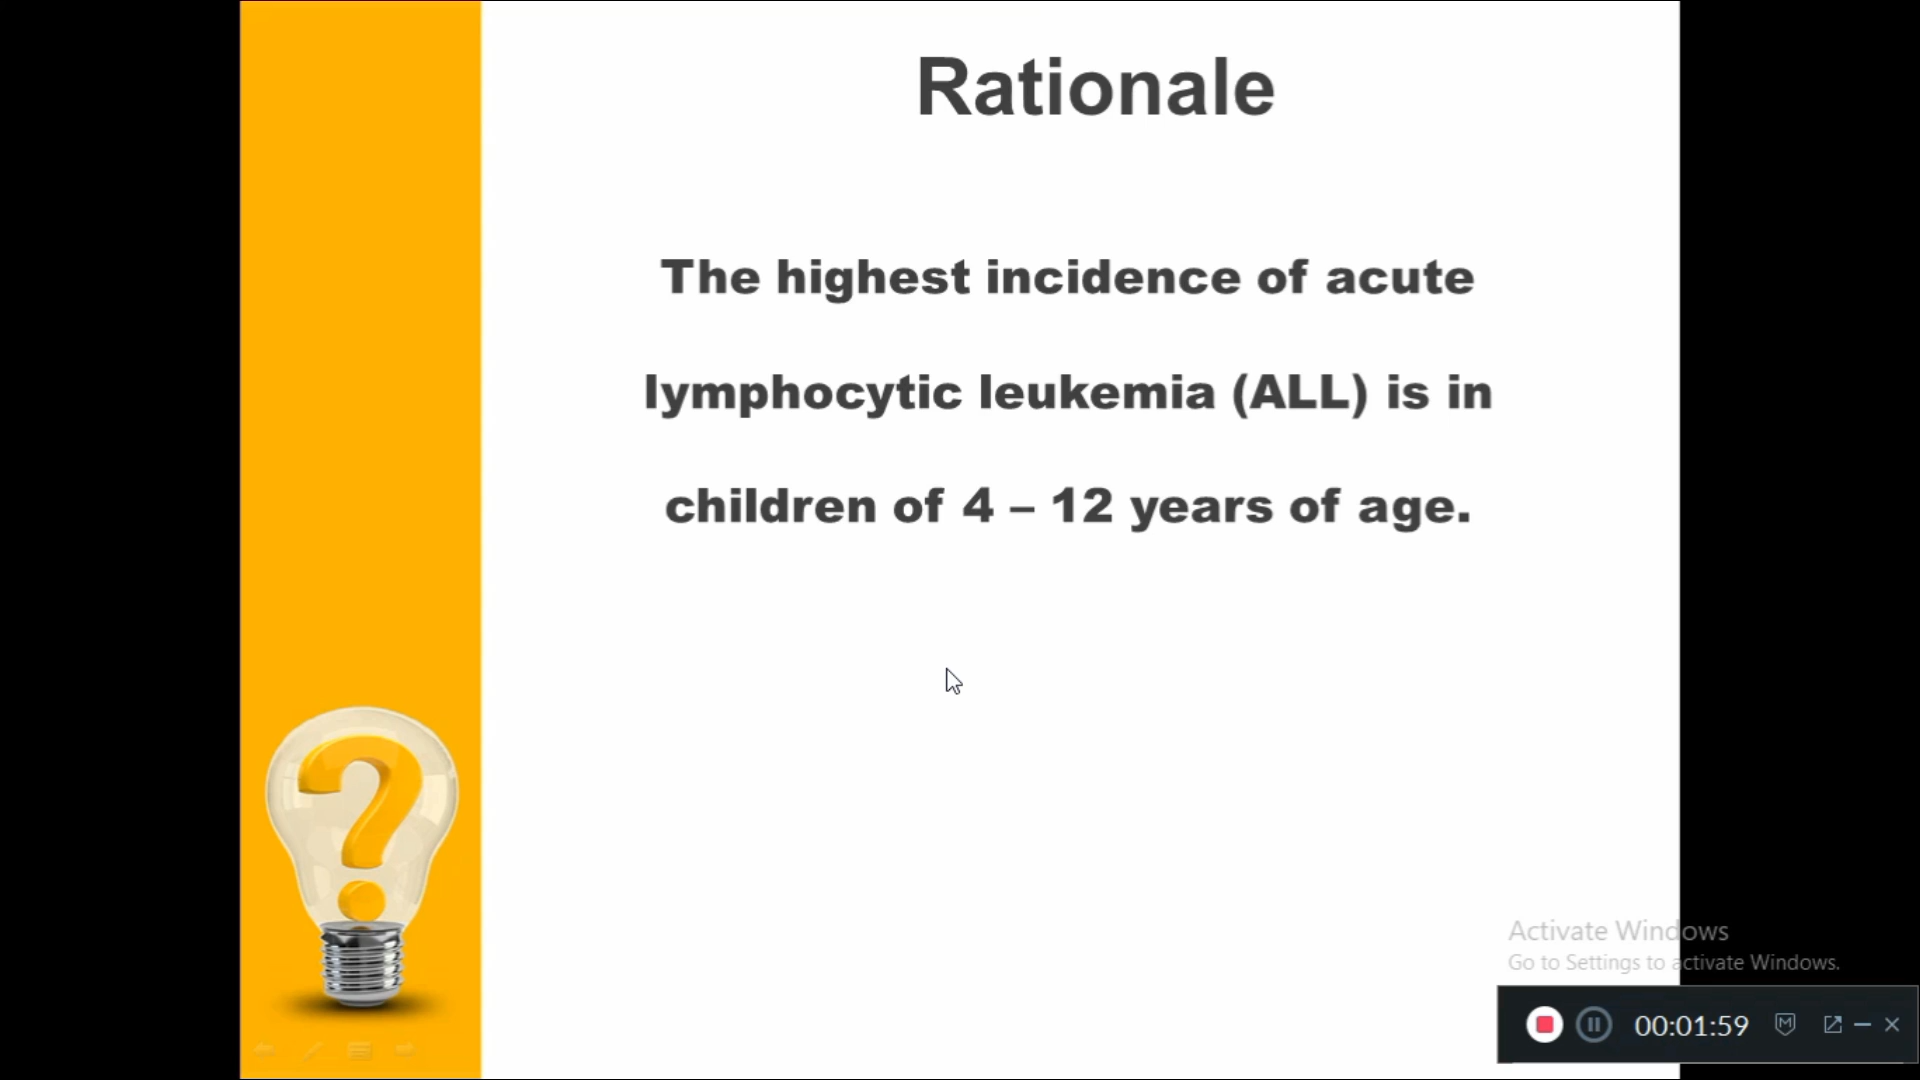 Rationale
The highest incidence of acute
lymphocytic leukemia (ALL) is in
children of 4 – 12 years of age.
Activate Windows
Go to Settings to activate Windows.
00:01:59